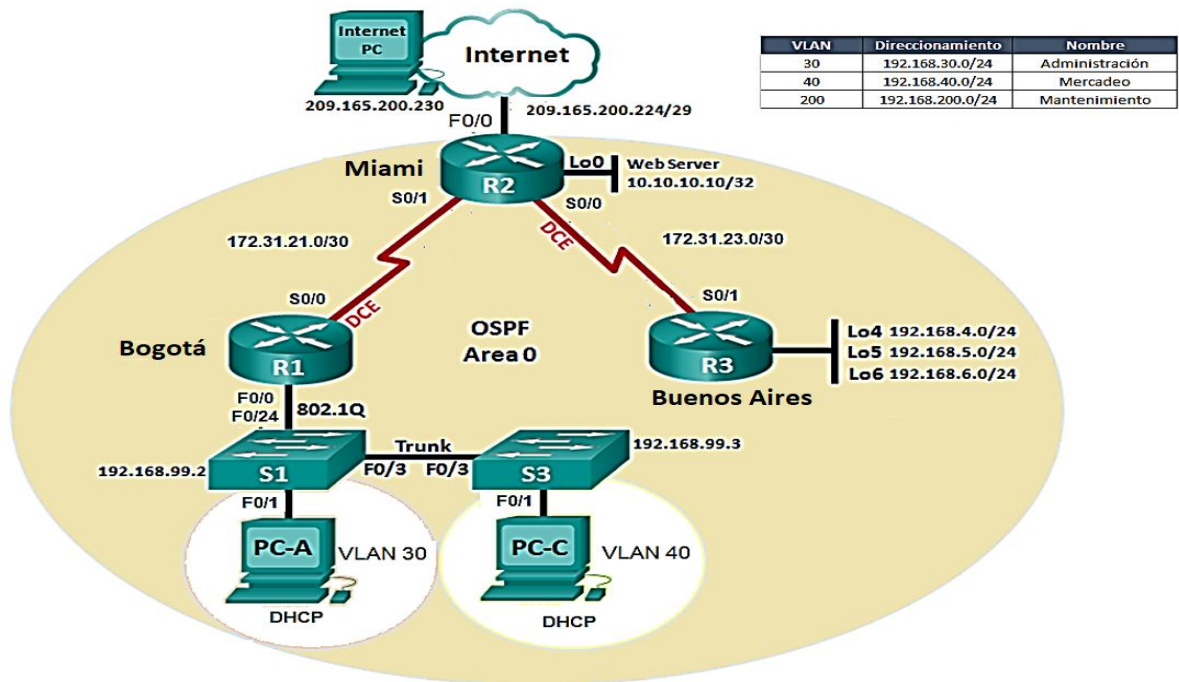 Internet
PC
Internet
209.165.200.230
209.165.200.224/29
F0/0
VLAN Direccionamiento Nombre
30 192.168.30.0/24 Administración
40 192.168.40.0/24 Mercadeo
200 192.168.200.0/24 Mantenimiento
Miami
R2
Lo0
Web Server
10.10.10.10/32
S0/1
S0/0
DCE
172.31.21.0/30
172.31.23.0/30
S0/0
DCE
S0/1
OSPF
Area 0
Bogotá
R1
R3
Buenos Aires
Lo4 192.168.4.0/24
Lo5 192.168.5.0/24
Lo6 192.168.6.0/24
F0/0
F0/24
802.1Q
Trunk
192.168.99.2
S1
F0/3
F0/3
S3
192.168.99.3
F0/1
F0/1
PC-A
VLAN 30
PC-C
VLAN 40
DHCP
DHCP